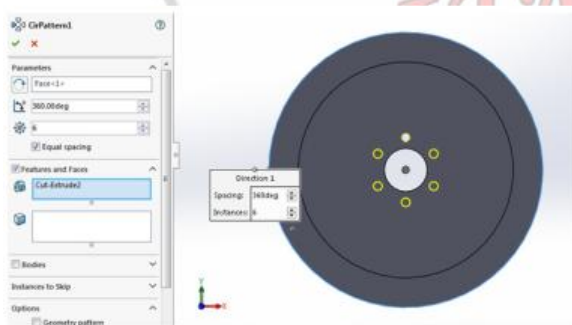 CirPattern1
Parameters
Face<1>
360.00deg
6
Equal spacing
Features and Faces
Cut-Extrude2
Bodies
Instances to Skip
Options
Geometry pattern
Direction 1
Spacing: 360deg
Instances: 6
Y
X